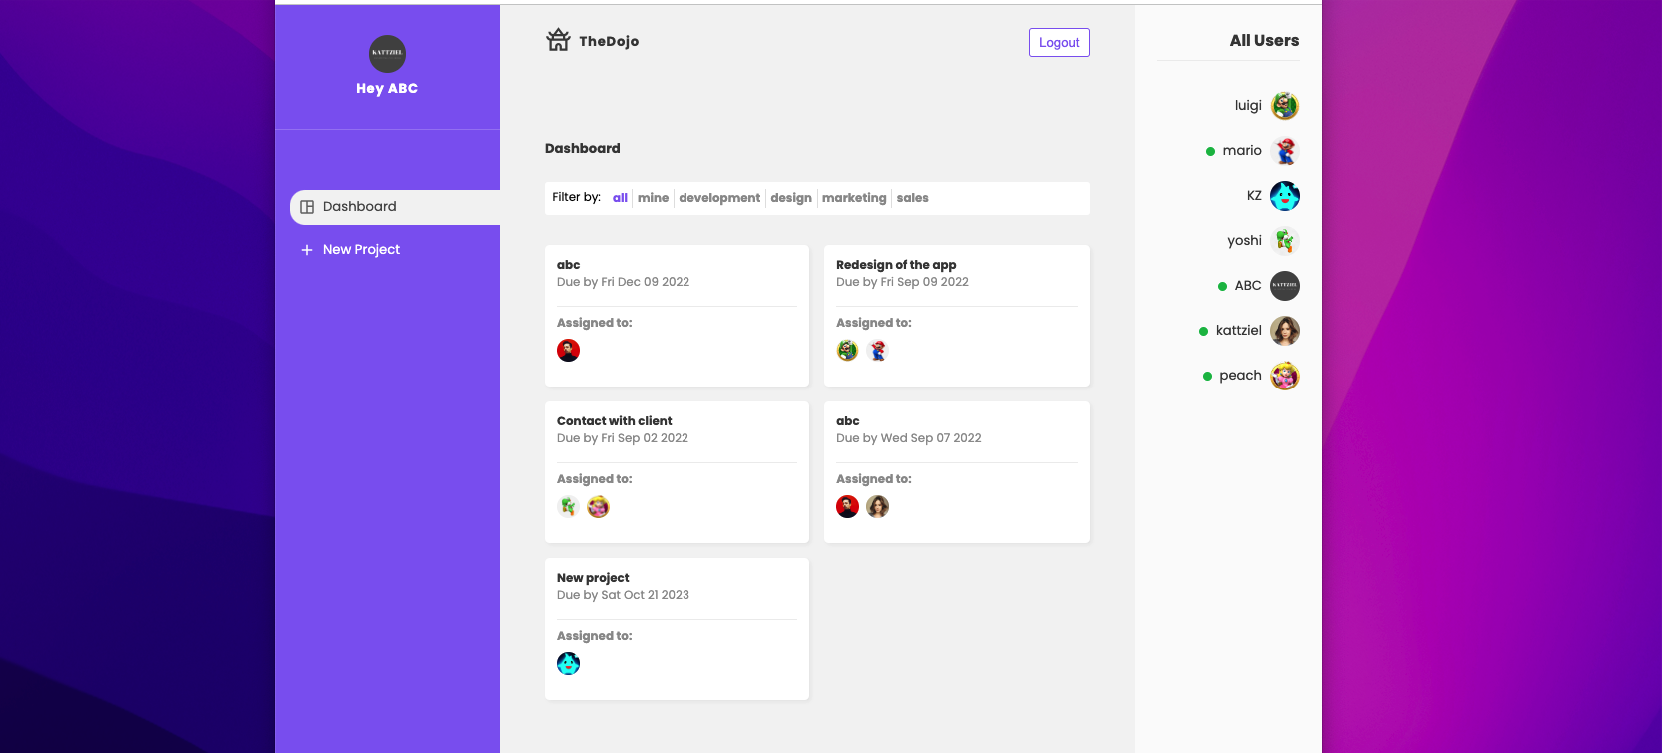 KATTZIEL
Hey ABC
Dashboard
New Project
TheDojo
Logout
Dashboard
Filter by: all mine development design marketing sales
abc
Due by Fri Dec 09 2022
Assigned to:
Redesign of the app
Due by Fri Sep 09 2022
Assigned to:
Contact with client
Due by Fri Sep 02 2022
Assigned to:
abc
Due by Wed Sep 07 2022
Assigned to:
New project
Due by Sat Oct 21 2023
Assigned to:
All Users
luigi
mario
KZ
yoshi
ABC
KATTZIEL
kattziel
peach